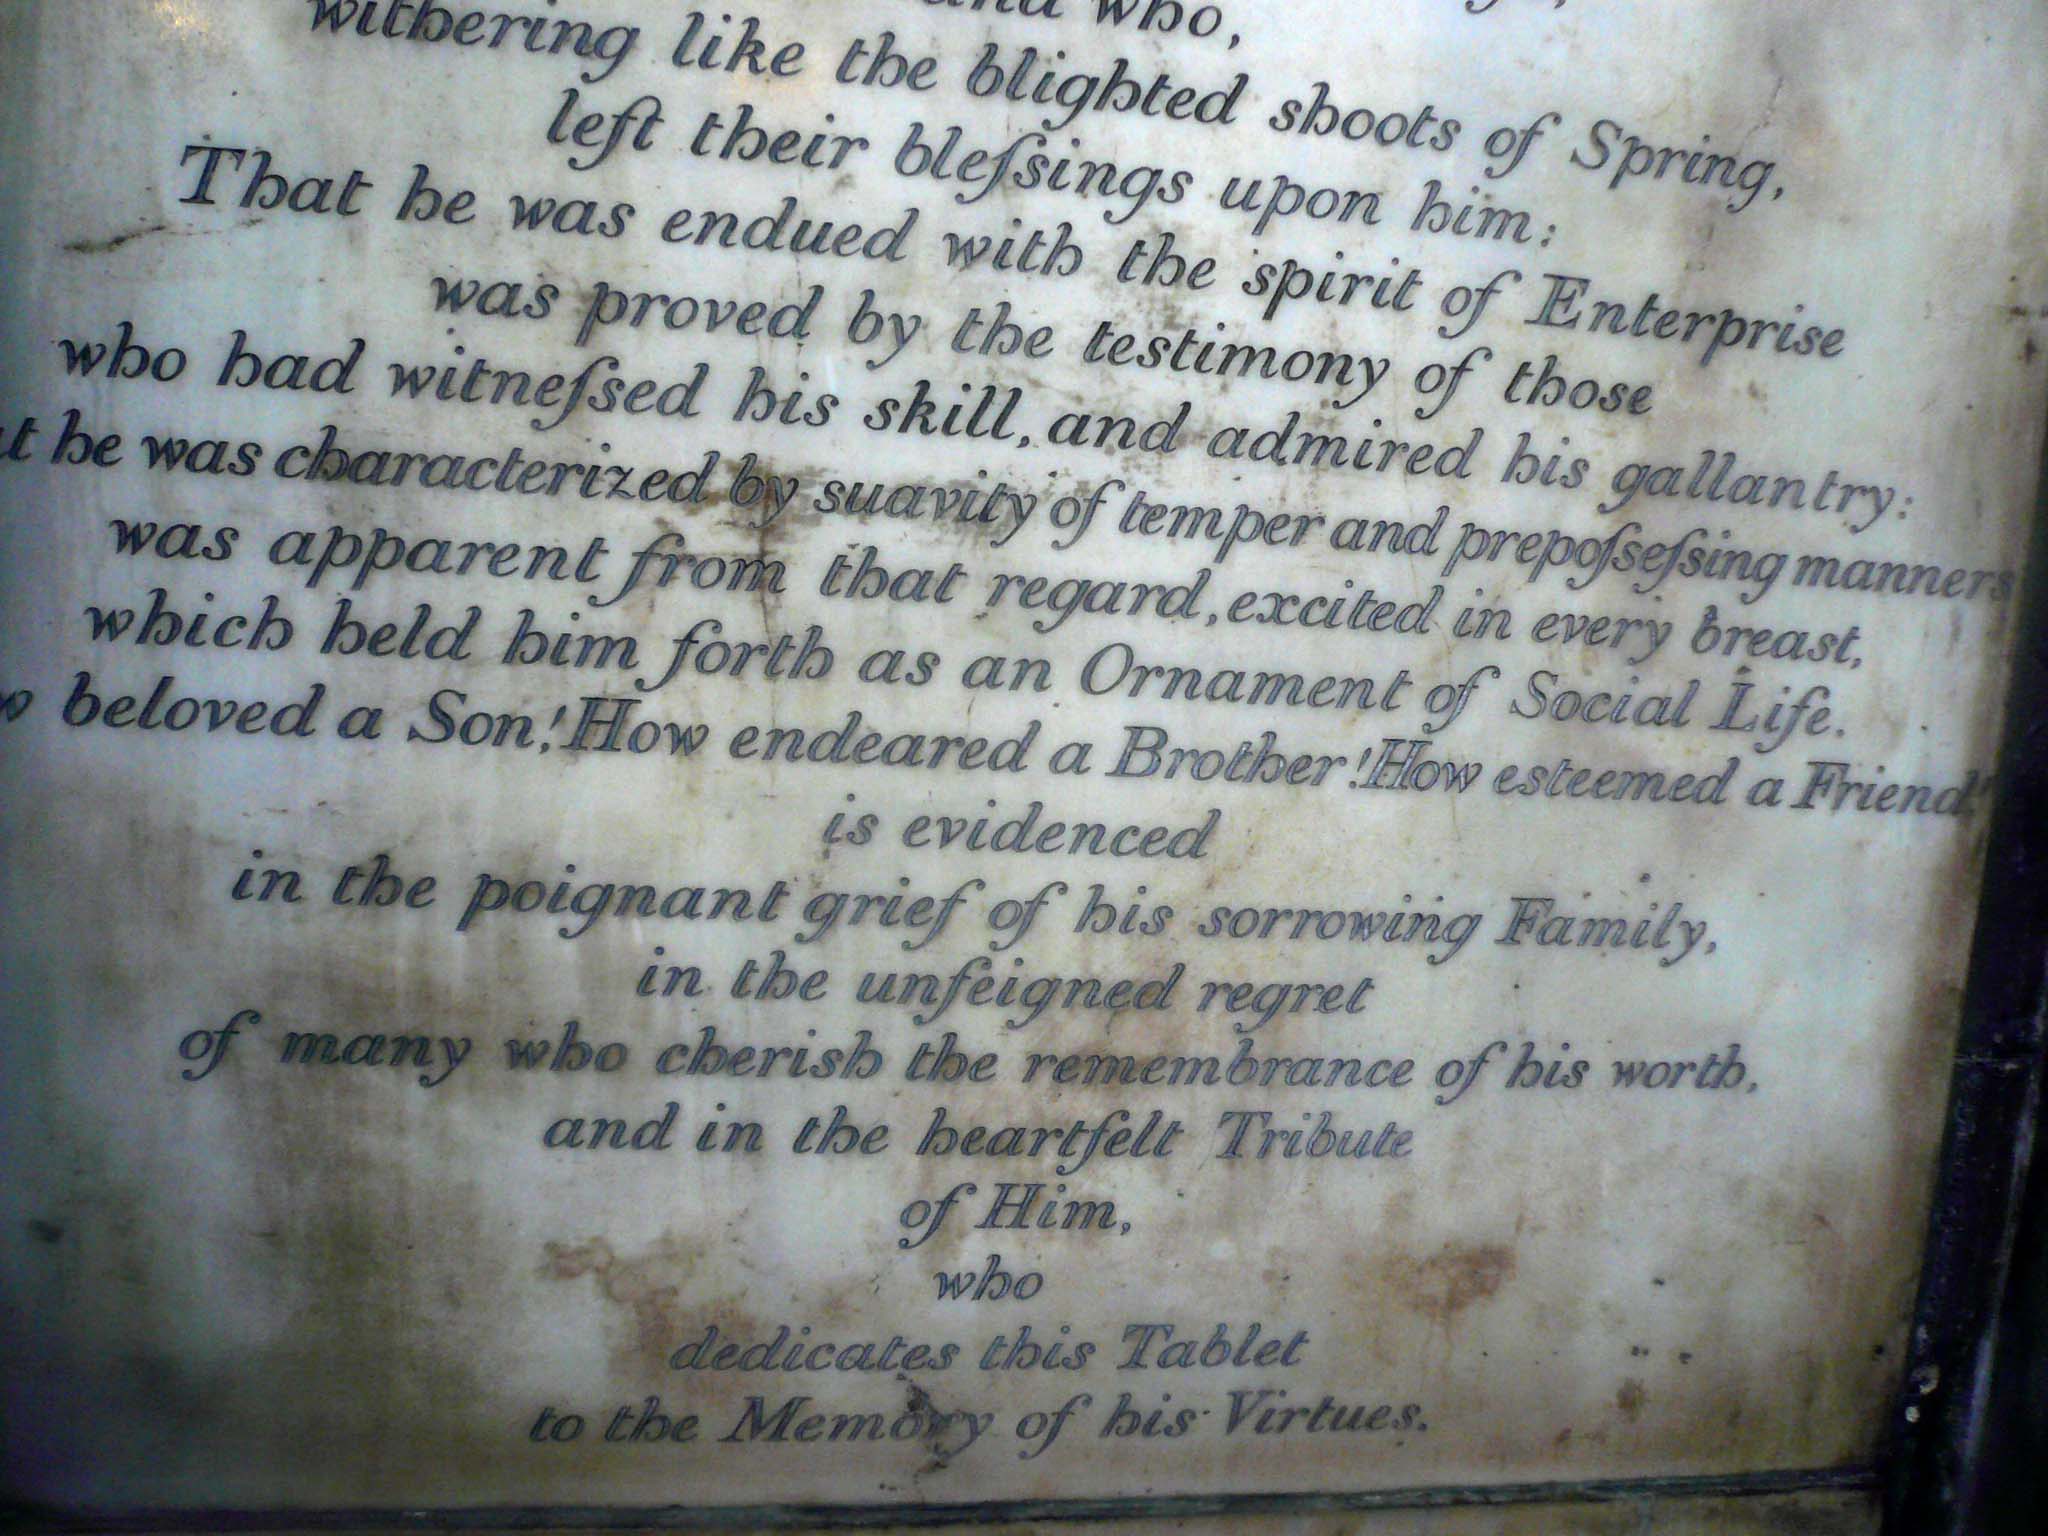 and who,
withering like the blighted shoots of Spring,
left their bleſsings upon him:
That he was endued with the spirit of Enterprise
was proved by the testimony of those
who had witneſsed his skill, and admired his gallantry:
he was characterized by suavity of temper and prepoſseſsing manners
was apparent from that regard, excited in every breast,
which held him forth as an Ornament of Social Life.
beloved a Son! How endeared a Brother! How esteemed a Friend!
is evidenced
in the poignant grief of his sorrowing Family,
in the unfeigned regret
of many who cherish the remembrance of his worth,
and in the heartfelt Tribute
of Him,
who
dedicates this Tablet
to the Memory of his Virtues.